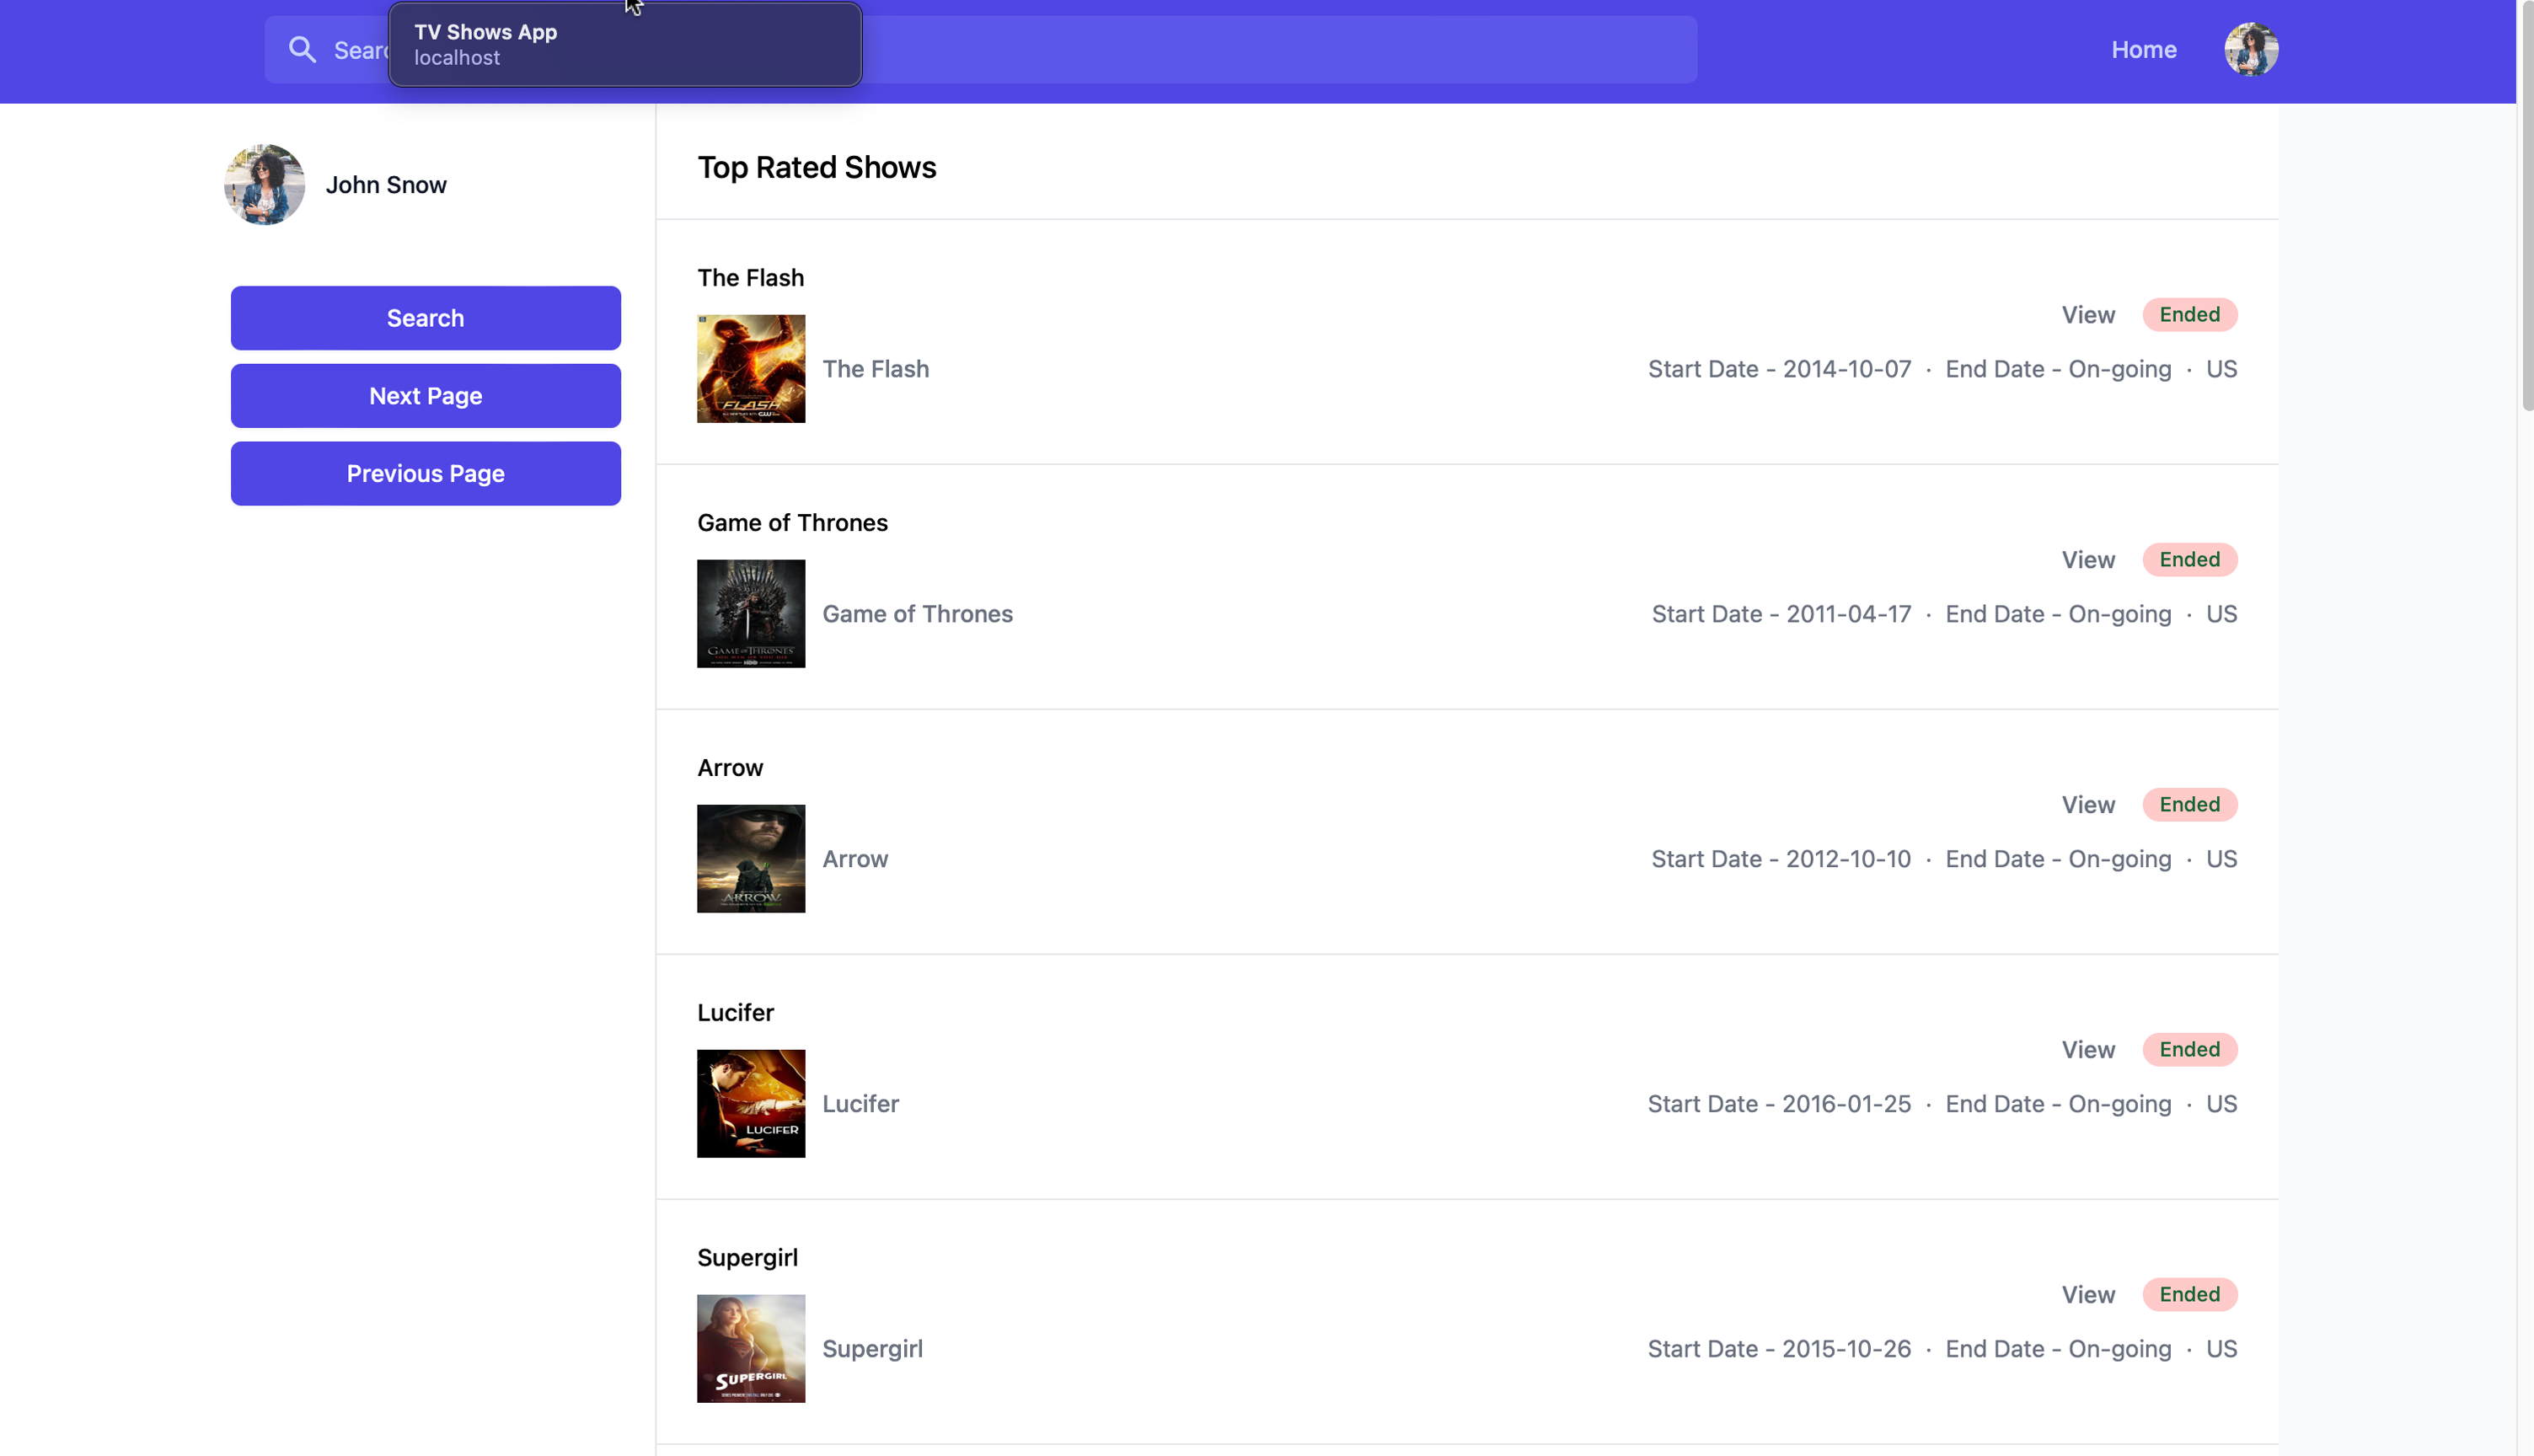 Sear
TV Shows App
localhost
Home
John Snow
Search
Next Page
Previous Page
Top Rated Shows
The Flash
View
Ended
FLASH
The Flash
Start Date - 2014-10-07 · End Date - On-going · US
Game of Thrones
View
Ended
GAME OF THRONES
Game of Thrones
Start Date - 2011-04-17 · End Date - On-going · US
Arrow
View
Ended
ARROW
Arrow
Start Date - 2012-10-10 · End Date - On-going · US
Lucifer
View
Ended
LUCIFER
Lucifer
Start Date - 2016-01-25 · End Date - On-going · US
Supergirl
View
Ended
SUPERGIRL
Supergirl
Start Date - 2015-10-26 · End Date - On-going · US